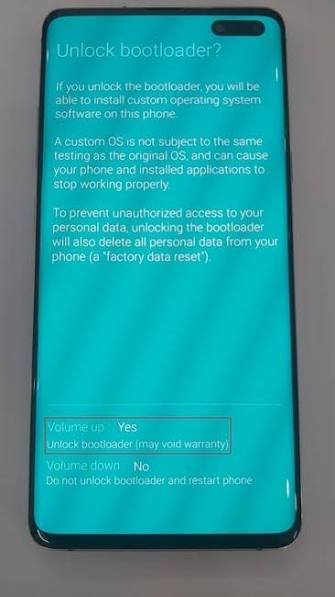 Unlock bootloader?
If you unlock the bootloader, you will be
able to install custom operating system
software on this phone.
A custom OS is not subject to the same
testing as the original OS, and can cause
your phone and installed applications to
stop working properly.
To prevent unauthorized access to your
personal data, unlocking the bootloader
will also delete all personal data from your
phone (a "factory data reset").
Volume up : Yes
Unlock bootloader (may void warranty)
Volume down No
Do not unlock bootloader and restart phone